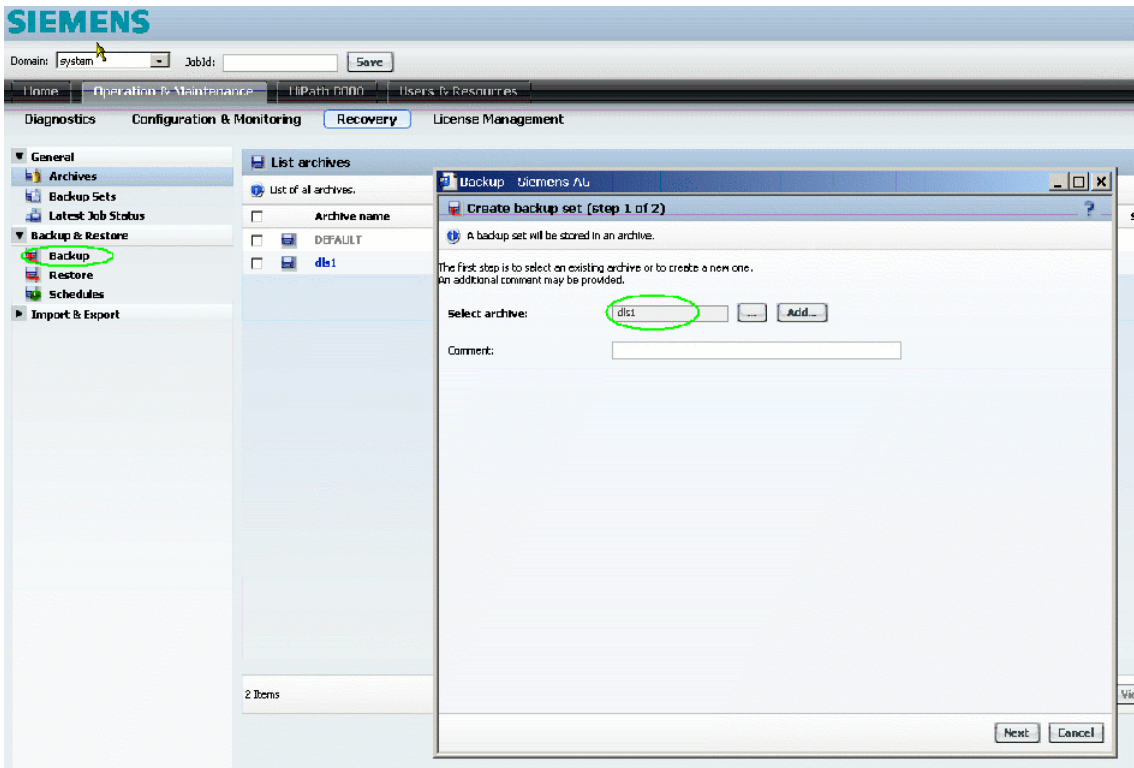 SIEMENS
Domain: system JobId: Save
Home Operation & Maintenance HiPath 8000 Users & Resources
Diagnostics Configuration & Monitoring Recovery License Management
General
Archives
Backup Sets
Latest Job Status
Backup & Restore
Backup
Restore
Schedules
Import & Export
List archives
List of all archives.
Archive name
DEFAULT
dls1
2 Items
Backup Siemens AG
Create backup set (step 1 of 2) ?
A backup set will be stored in an archive.
The first step is to select an existing archive or to create a new one.
An additional comment may be provided.
Select archive: dls1 ... Add...
Comment:
Next Cancel